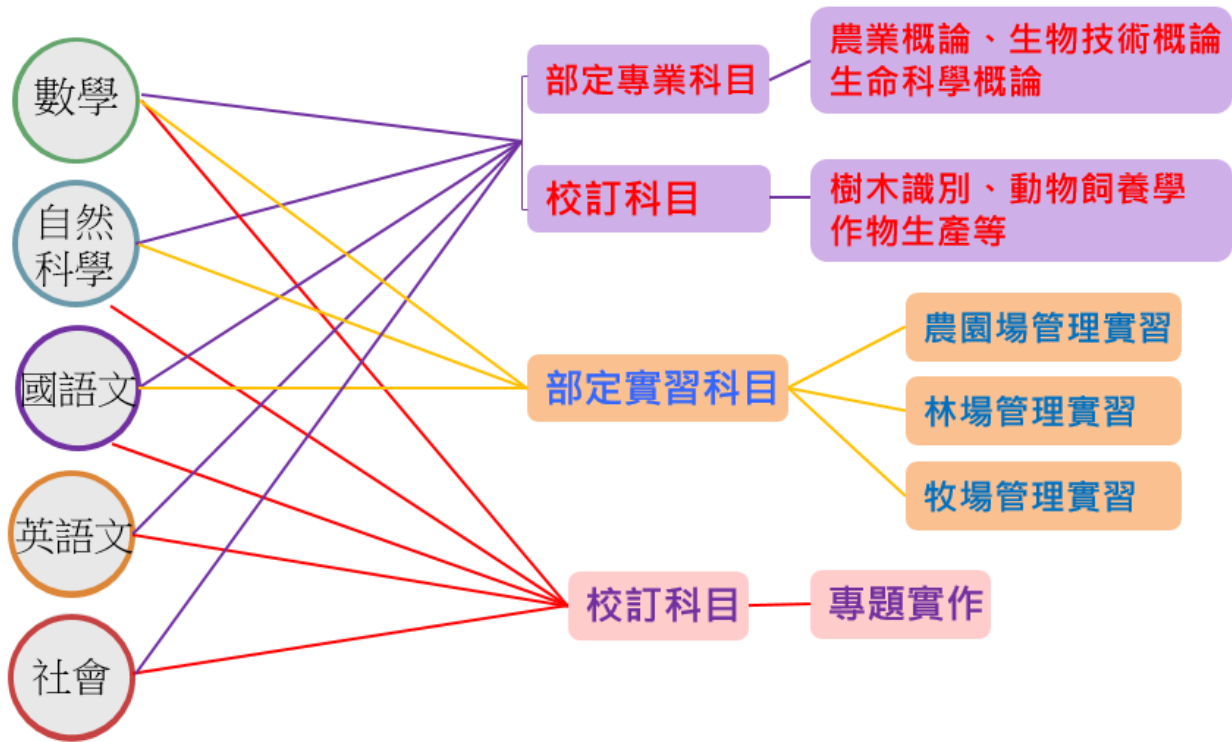 數學
自然
科學
國語文
英語文
社會
部定專業科目
農業概論、生物技術概論
生命科學概論
校訂科目
樹木識別、動物飼養學
作物生產等
部定實習科目
農園場管理實習
林場管理實習
牧場管理實習
校訂科目
專題實作